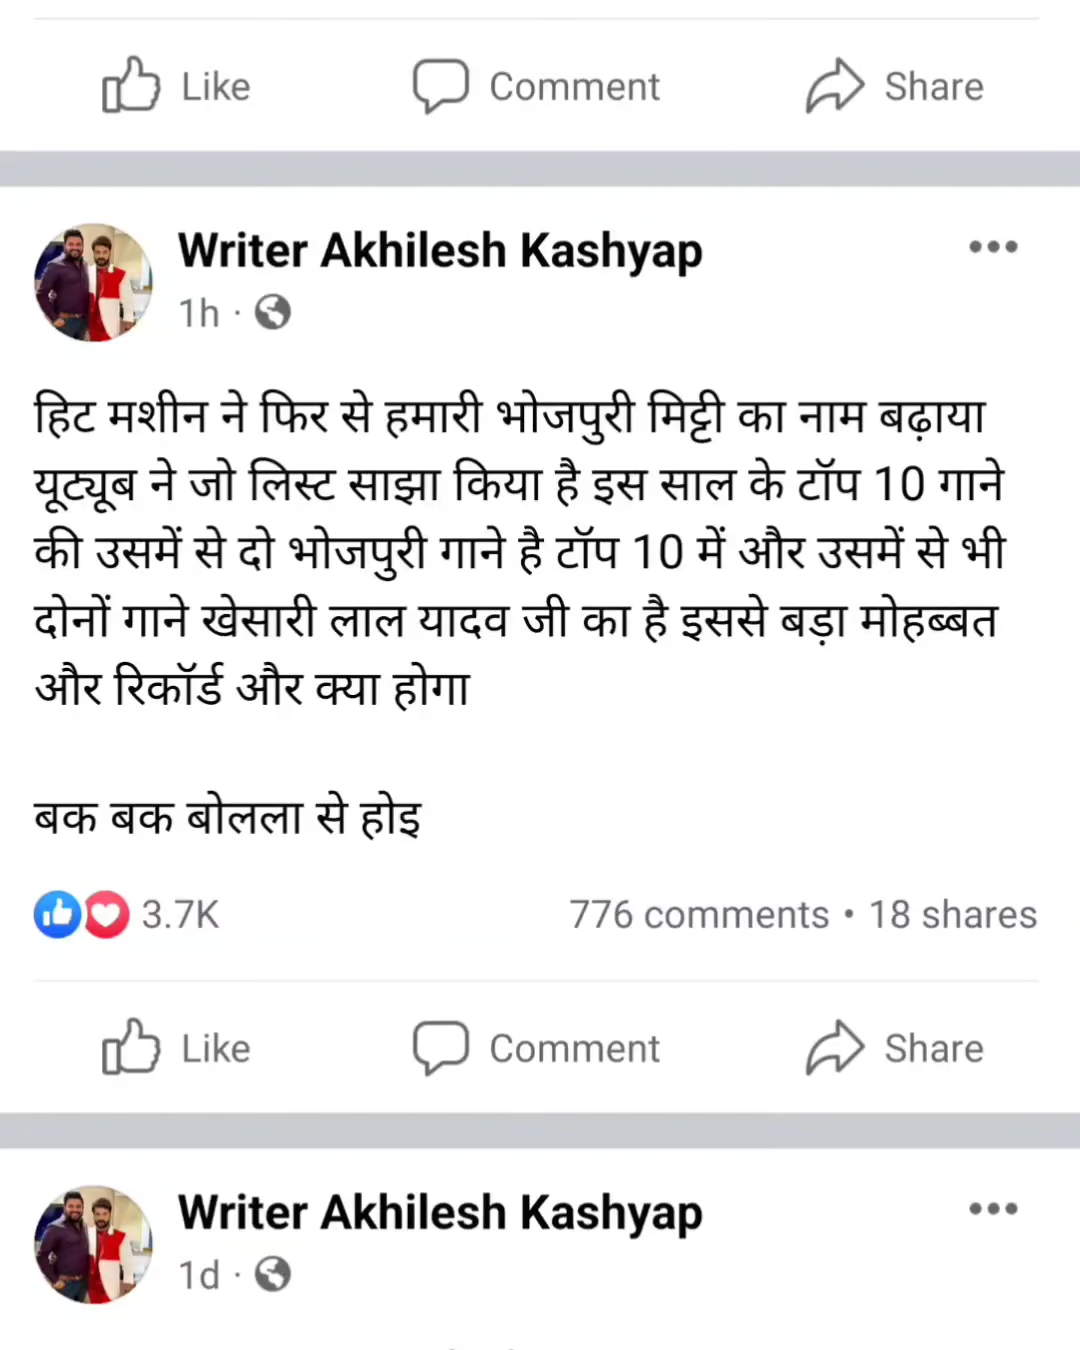 Like Comment Share
Writer Akhilesh Kashyap
1h ·
हिट मशीन ने फिर से हमारी भोजपुरी मिट्टी का नाम बढ़ाया
यूट्यूब ने जो लिस्ट साझा किया है इस साल के टॉप 10 गाने
की उसमें से दो भोजपुरी गाने है टॉप 10 में और उसमें से भी
दोनों गाने खेसारी लाल यादव जी का है इससे बड़ा मोहब्बत
और रिकॉर्ड और क्या होगा
बक बक बोलला से होइ
3.7K 776 comments • 18 shares
Like Comment Share
Writer Akhilesh Kashyap
1d ·